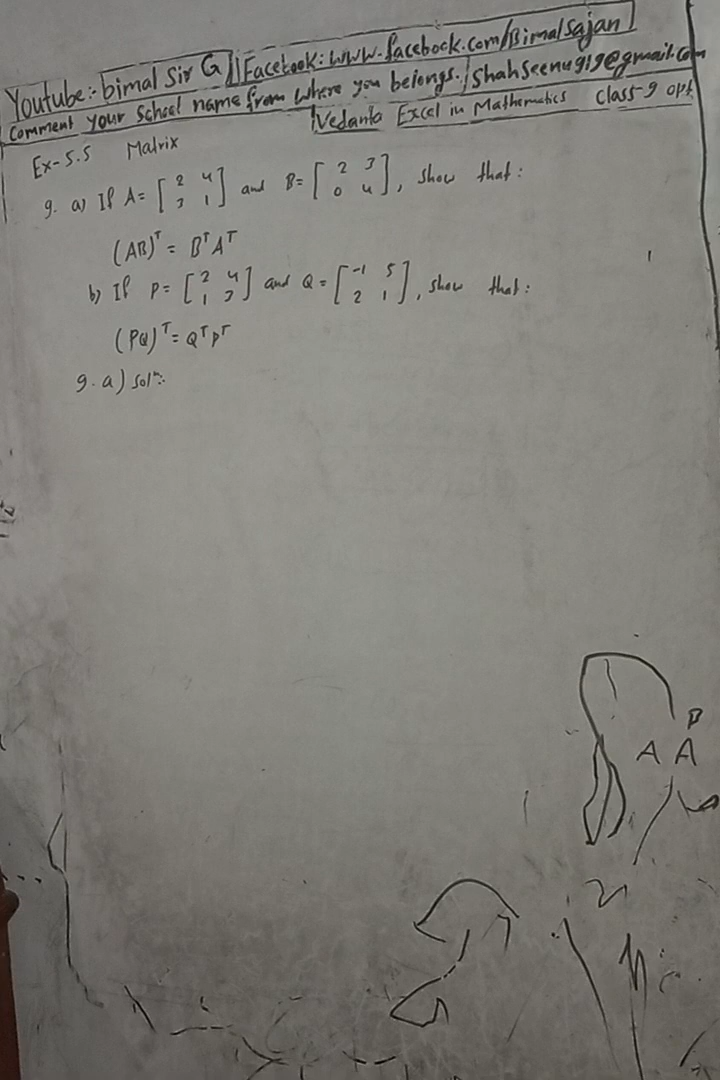 Youtube:- bimal Sir G || Facebook: www.facebook.com/Bimalsajan
Comment your School name from where you belongs. / Shahseenu919@gmail.com
Vedanta Excel in Mathematics Class-9 opt
Ex-5.5 Matrix
9. a) If A = [2 4
3 1] and B = [2 3
0 4], show that:
(AB)ᵀ = BᵀAᵀ
b) If P = [2 4
1 3] and Q = [-1 5
2 1], show that:
(PQ)ᵀ = QᵀPᵀ
9. a) Solⁿ:
B
A A